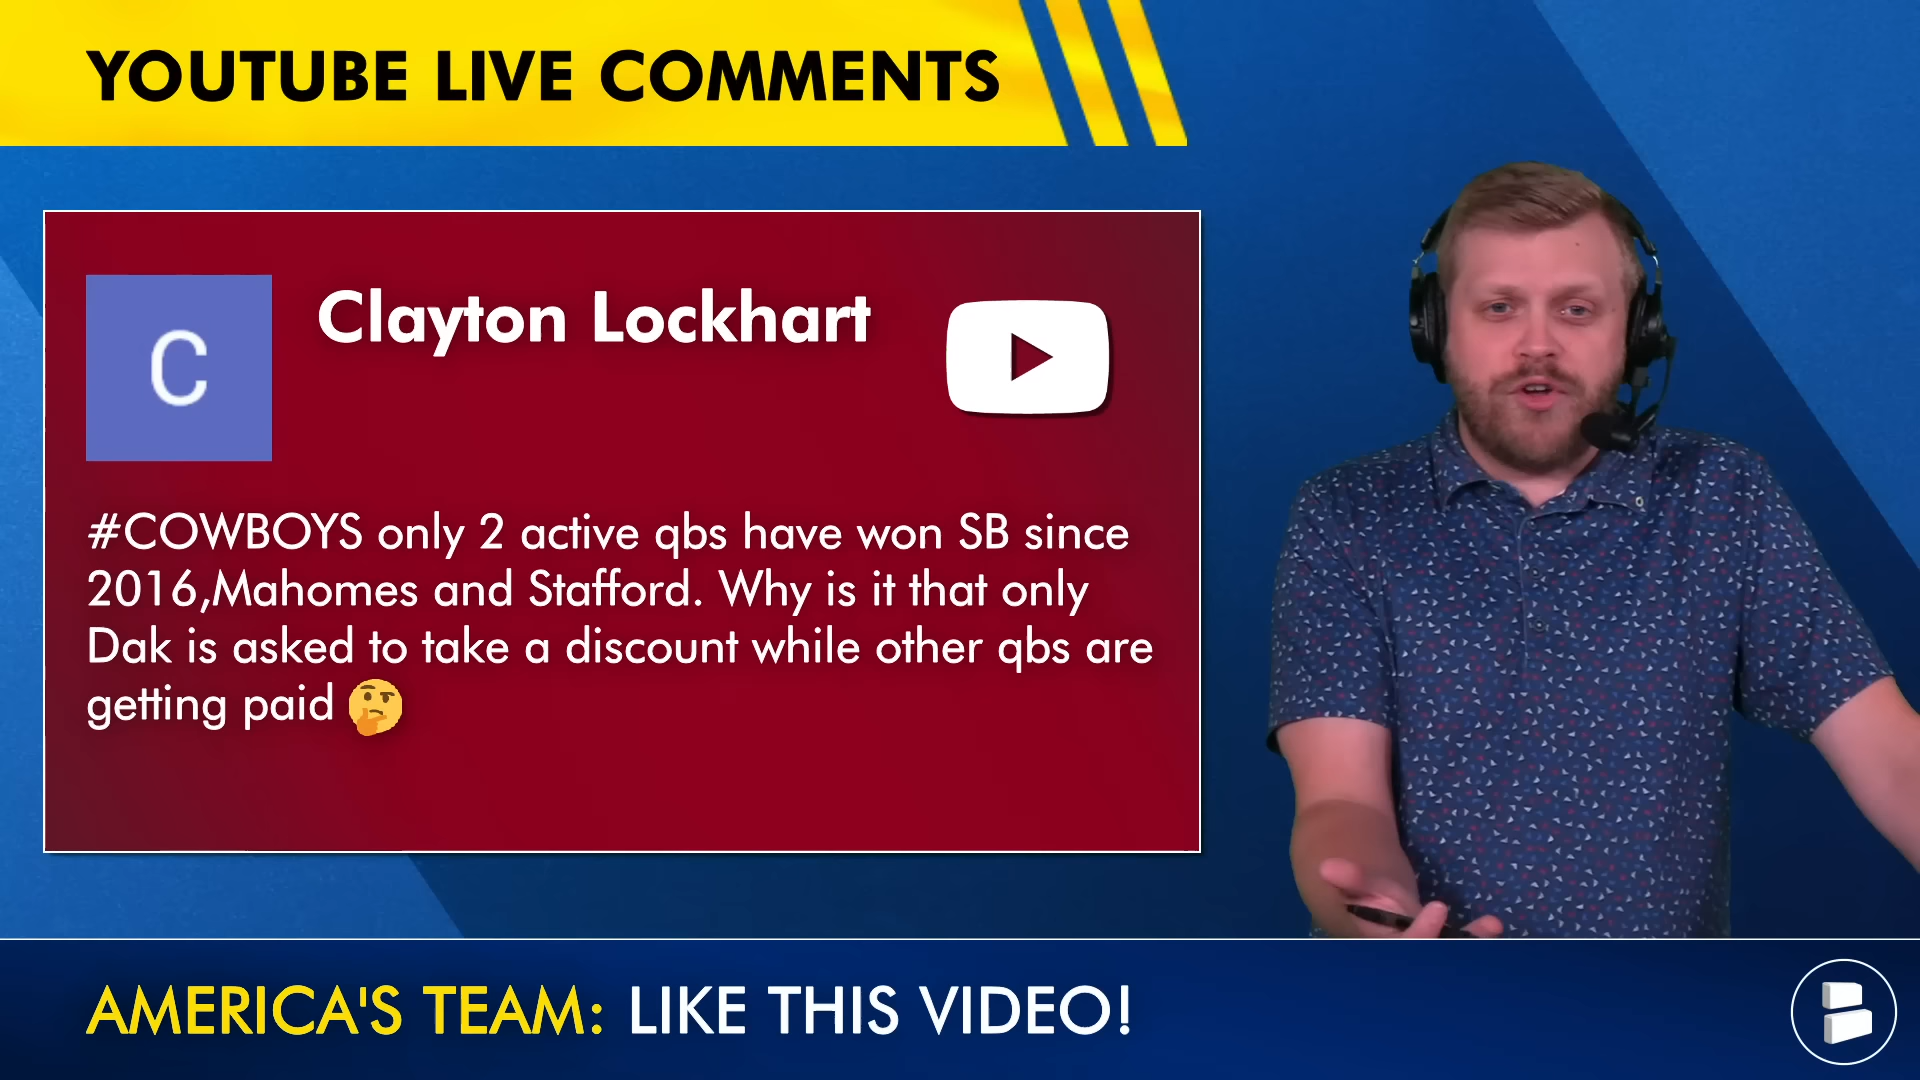 YOUTUBE LIVE COMMENTS
C
Clayton Lockhart
#COWBOYS only 2 active qbs have won SB since
2016,Mahomes and Stafford. Why is it that only
Dak is asked to take a discount while other qbs are
getting paid 🤔
AMERICA'S TEAM: LIKE THIS VIDEO!